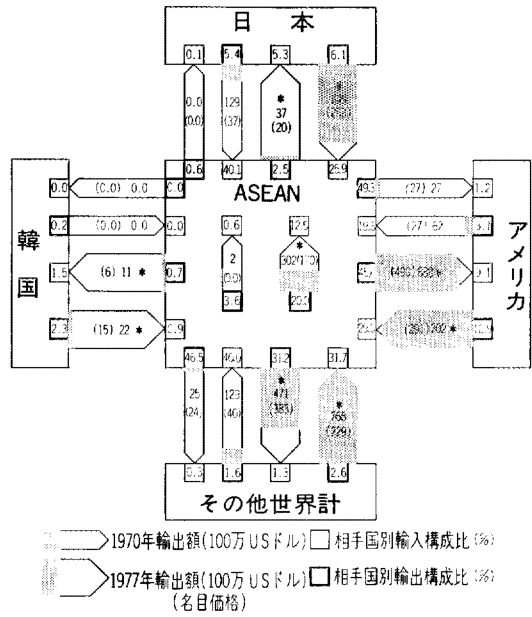 日本
0.1 5.4 5.3 6.1
0.0 (0.0)
129 (37)
* 37 (20)
*
0.6 40.1 2.5 25.9
ASEAN
韓国
0.0 (0.0) 0.0 0.0
0.2 (0.0) 0.0 0.0
1.5 (6) 11 * 0.7
2.3 (15) 22 * 0.9
0.6 12.5
2 (0.0)
* 302
3.6
アメリカ
(27) 27 1.2
(27) 62
9.1
*
46.5 40.0 31.2 31.7
25 (24)
123 (40)
* 471 (383)
* 768 (229)
0.3 1.6 1.3 2.6
その他世界計
1970年輸出額(100万USドル) 相手国別輸入構成比(%)
1977年輸出額(100万USドル) 相手国別輸出構成比(%)
(名目価格)